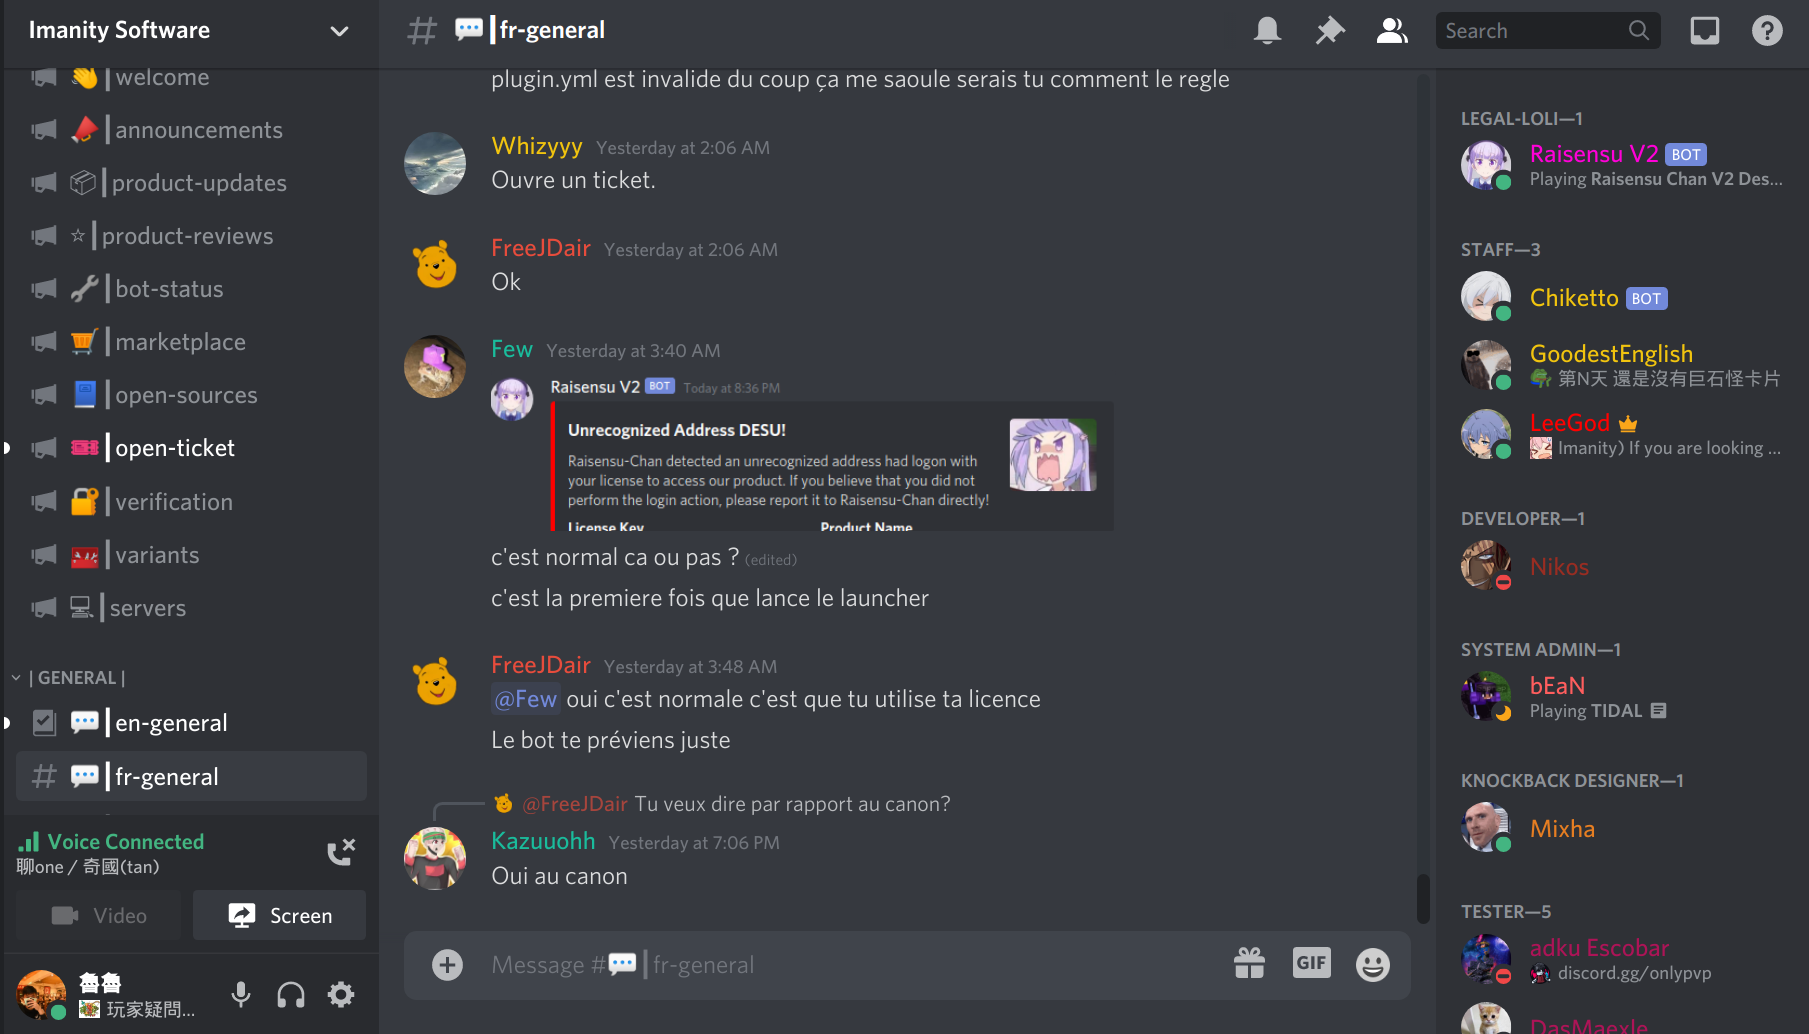 Imanity Software
welcome
announcements
product-updates
product-reviews
bot-status
marketplace
open-sources
open-ticket
verification
variants
servers
| GENERAL |
en-general
fr-general
Voice Connected
聊one / 奇國(tan)
Video
Screen
魯魯
玩家疑問...
# 💬┃fr-general
Search
plugin.yml est invalide du coup ça me saoule serais tu comment le regle
Whizyyy Yesterday at 2:06 AM
Ouvre un ticket.
FreeJDair Yesterday at 2:06 AM
Ok
Few Yesterday at 3:40 AM
Raisensu V2 BOT Today at 8:36 PM
Unrecognized Address DESU!
Raisensu-Chan detected an unrecognized address had logon with
your license to access our product. If you believe that you did not
perform the login action, please report it to Raisensu-Chan directly!
License Key Product Name
c'est normal ca ou pas ? (edited)
c'est la premiere fois que lance le launcher
FreeJDair Yesterday at 3:48 AM
@Few oui c'est normale c'est que tu utilise ta licence
Le bot te préviens juste
@FreeJDair Tu veux dire par rapport au canon?
Kazuuohh Yesterday at 7:06 PM
Oui au canon
Message #💬┃fr-general
GIF
LEGAL-LOLI—1
Raisensu V2 BOT
Playing Raisensu Chan V2 Des...
STAFF—3
Chiketto BOT
GoodestEnglish
第N天 還是沒有巨石怪卡片
LeeGod
Imanity) If you are looking ...
DEVELOPER—1
Nikos
SYSTEM ADMIN—1
bEaN
Playing TIDAL
KNOCKBACK DESIGNER—1
Mixha
TESTER—5
adku Escobar
discord.gg/onlypvp
DasMaexle